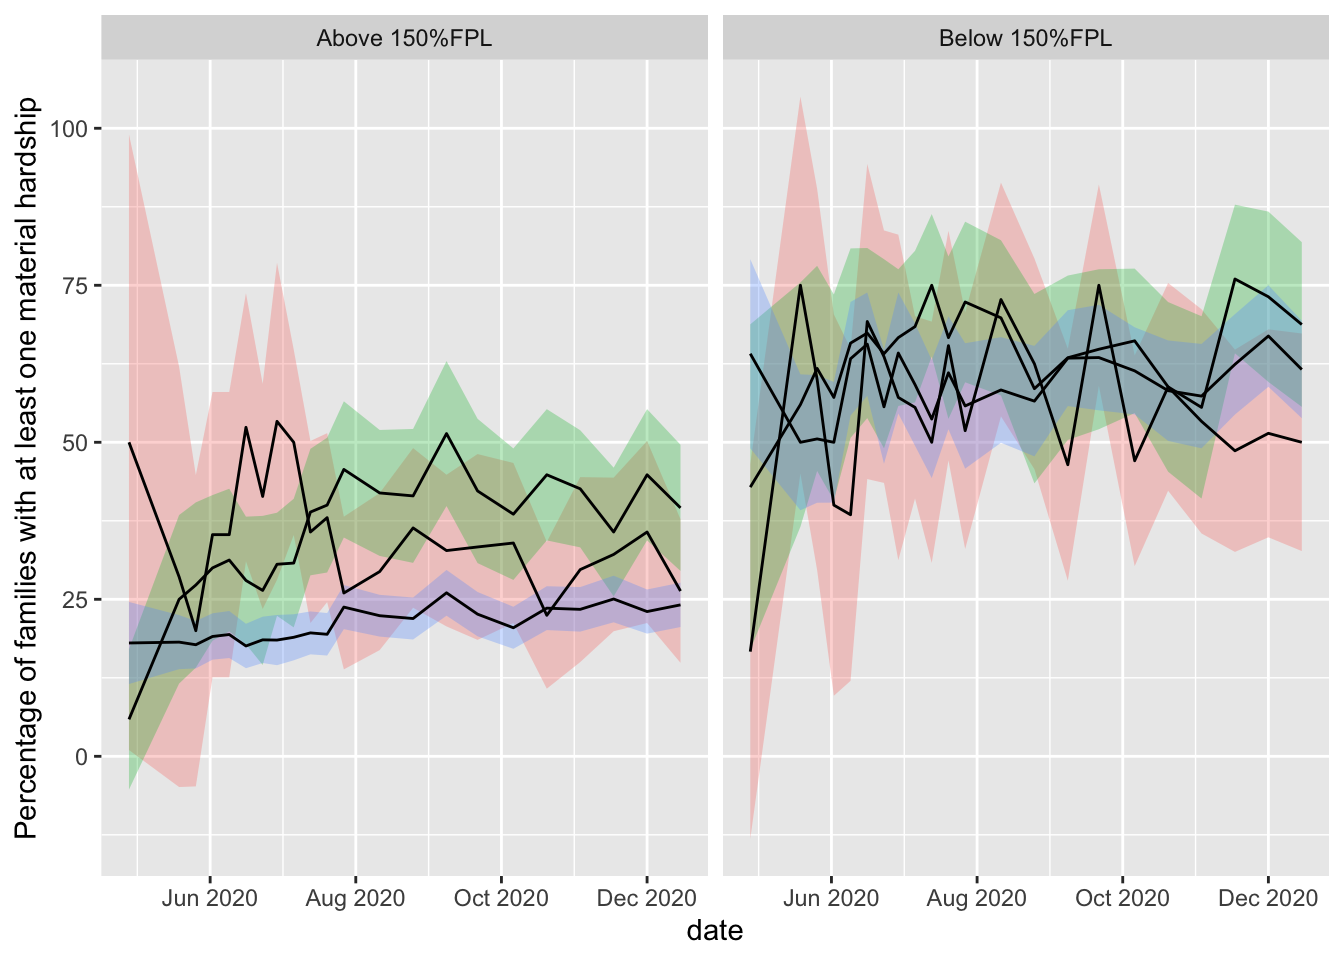 Above 150%FPL
Below 150%FPL
Percentage of families with at least one material hardship
100
75
50
25
0
Jun 2020
Aug 2020
Oct 2020
Dec 2020
Jun 2020
Aug 2020
Oct 2020
Dec 2020
date